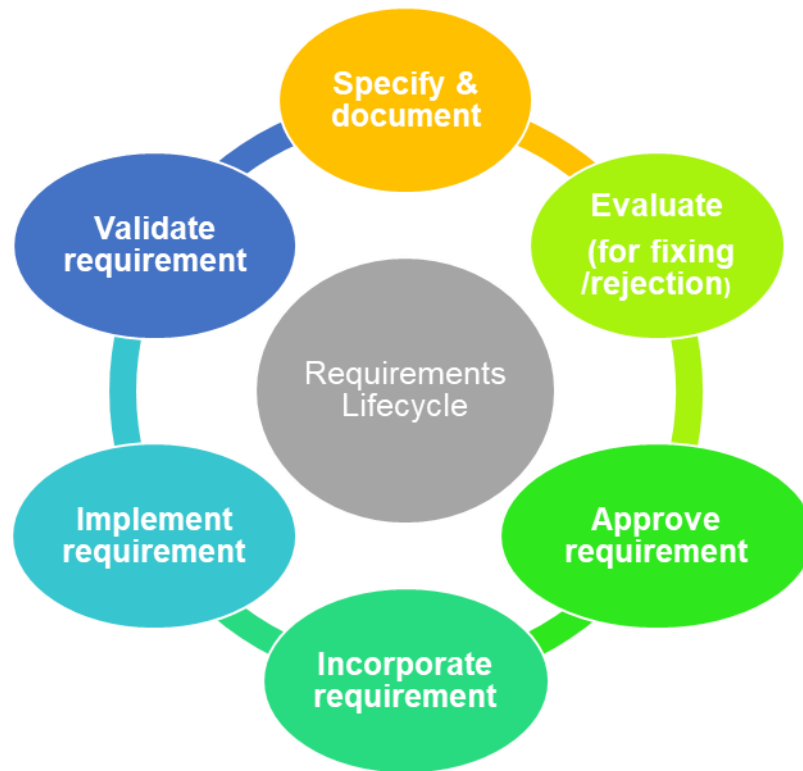 Specify &
document
Evaluate
(for fixing
/rejection)
Approve
requirement
Incorporate
requirement
Implement
requirement
Validate
requirement
Requirements
Lifecycle